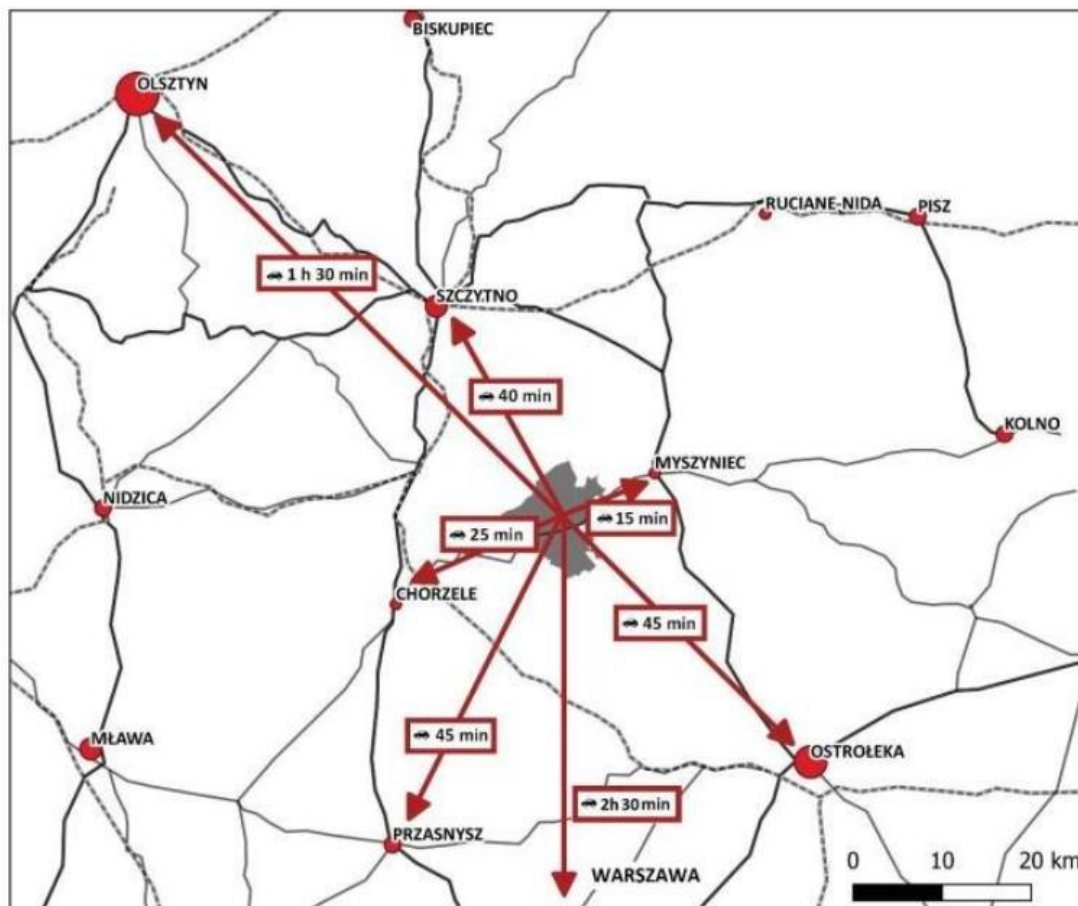 BISKUPIEC
OLSZTYN
RUCIANE-NIDA
PISZ
1 h 30 min
SZCZYTNO
40 min
KOLNO
MYSZYNIEC
NIDZICA
15 min
25 min
CHORZELE
45 min
45 min
MŁAWA
OSTROŁEKA
2h 30 min
PRZASNYSZ
WARSZAWA
0 10 20 km